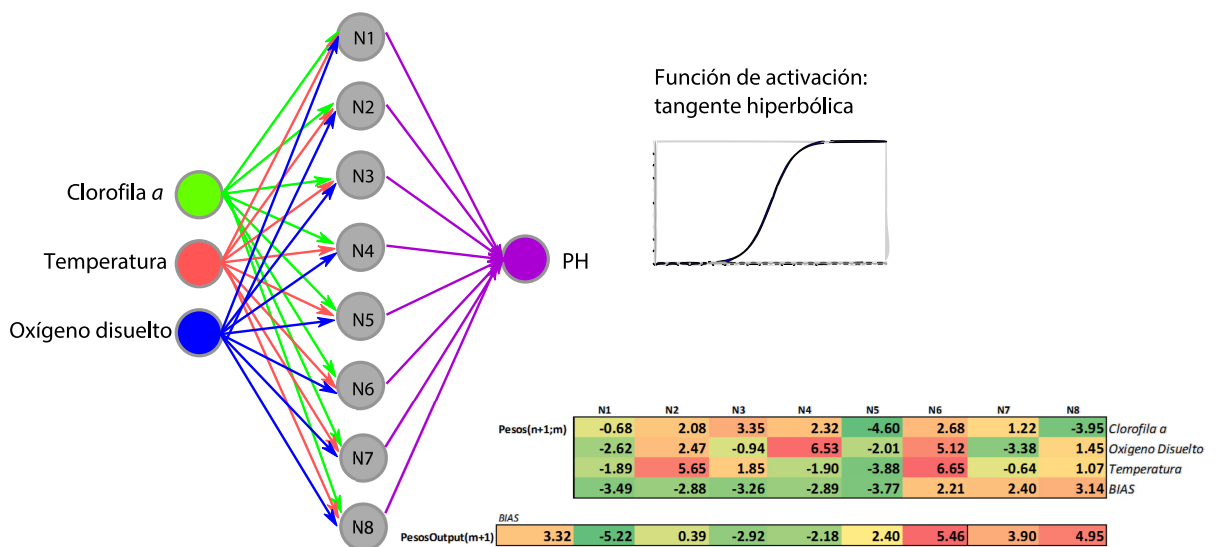 N1
N2
N3
N4
N5
N6
N7
N8
Clorofila a
Temperatura
Oxígeno disuelto
PH
Función de activación:
tangente hiperbólica
N1 N2 N3 N4 N5 N6 N7 N8
Pesos(n+1;m) -0.68 2.08 3.35 2.32 -4.60 2.68 1.22 -3.95 Clorofila a
-2.62 2.47 -0.94 6.53 -2.01 5.12 -3.38 1.45 Oxigeno Disuelto
-1.89 5.65 1.85 -1.90 -3.88 6.65 -0.64 1.07 Temperatura
-3.49 -2.88 -3.26 -2.89 -3.77 2.21 2.40 3.14 BIAS
BIAS
PesosOutput(m+1) 3.32 -5.22 0.39 -2.92 -2.18 2.40 5.46 3.90 4.95